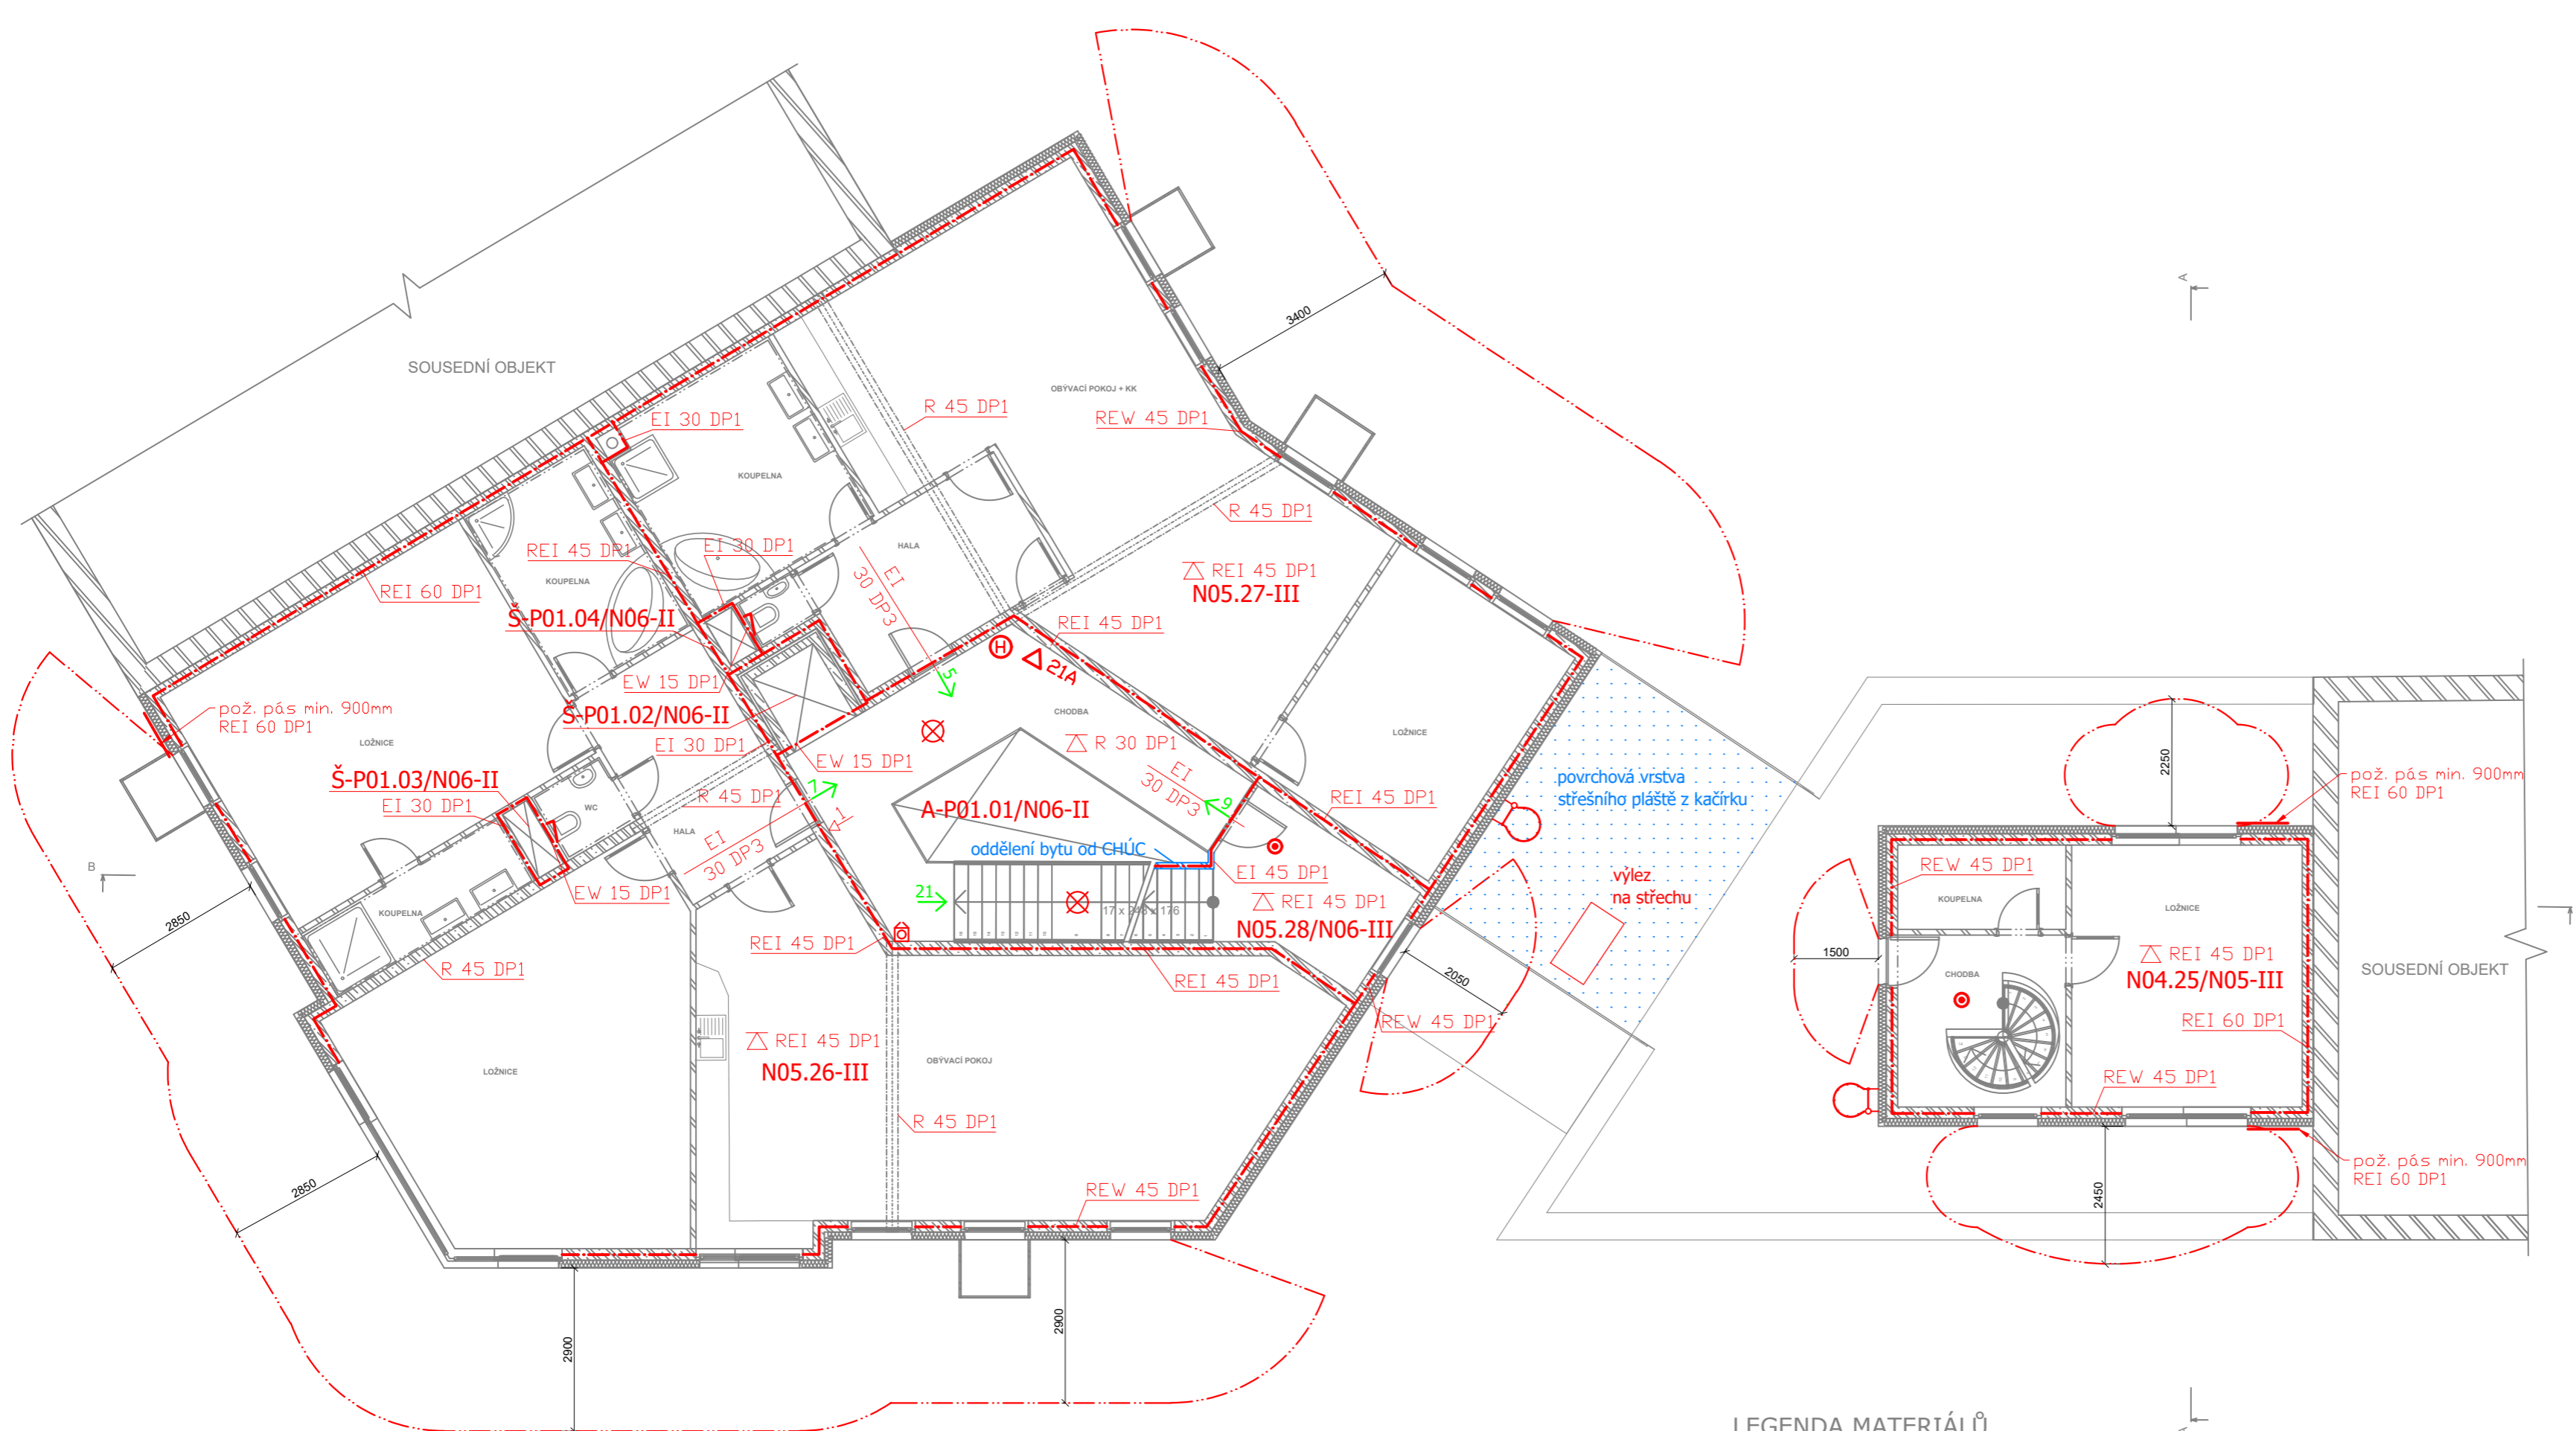 SOUSEDNÍ OBJEKT
3400
A
OBÝVACÍ POKOJ + KK
R 45 DP1
REW 45 DP1
EI 30 DP1
KOUPELNA
R 45 DP1
HALA
EI
30 DP3
EI 30 DP1
REI 45 DP1
KOUPELNA
REI 60 DP1
REI 45 DP1
N05.27-III
Š-P01.04/N06-II
REI 45 DP1
H
21A
5
EW 15 DP1
Š-P01.02/N06-II
pož. pás min. 900mm
REI 60 DP1
LOŽNICE
CHODBA
EI 30 DP1
R 30 DP1
LOŽNICE
EW 15 DP1
Š-P01.03/N06-II
EI 30 DP1
WC
R 45 DP1
7
1
A-P01.01/N06-II
EI
30 DP3
9
REI 45 DP1
povrchová vrstva
střešního pláště z kačírku
2250
pož. pás min. 900mm
REI 60 DP1
HALA
EI
30 DP3
oddělení bytu od CHÚC
EI 45 DP1
B
EW 15 DP1
21
17 x 248 x 176
REI 45 DP1
N05.28/N06-III
výlez
na střechu
REW 45 DP1
KOUPELNA
LOŽNICE
KOUPELNA
2850
R 45 DP1
REI 45 DP1
REI 45 DP1
2050
1500
CHODBA
REI 45 DP1
N04.25/N05-III
SOUSEDNÍ OBJEKT
REW 45 DP1
REI 60 DP1
REI 45 DP1
N05.26-III
OBÝVACÍ POKOJ
LOŽNICE
REW 45 DP1
R 45 DP1
2850
REW 45 DP1
2450
pož. pás min. 900mm
REI 60 DP1
2900
2900
LEGENDA MATERIÁLŮ
A